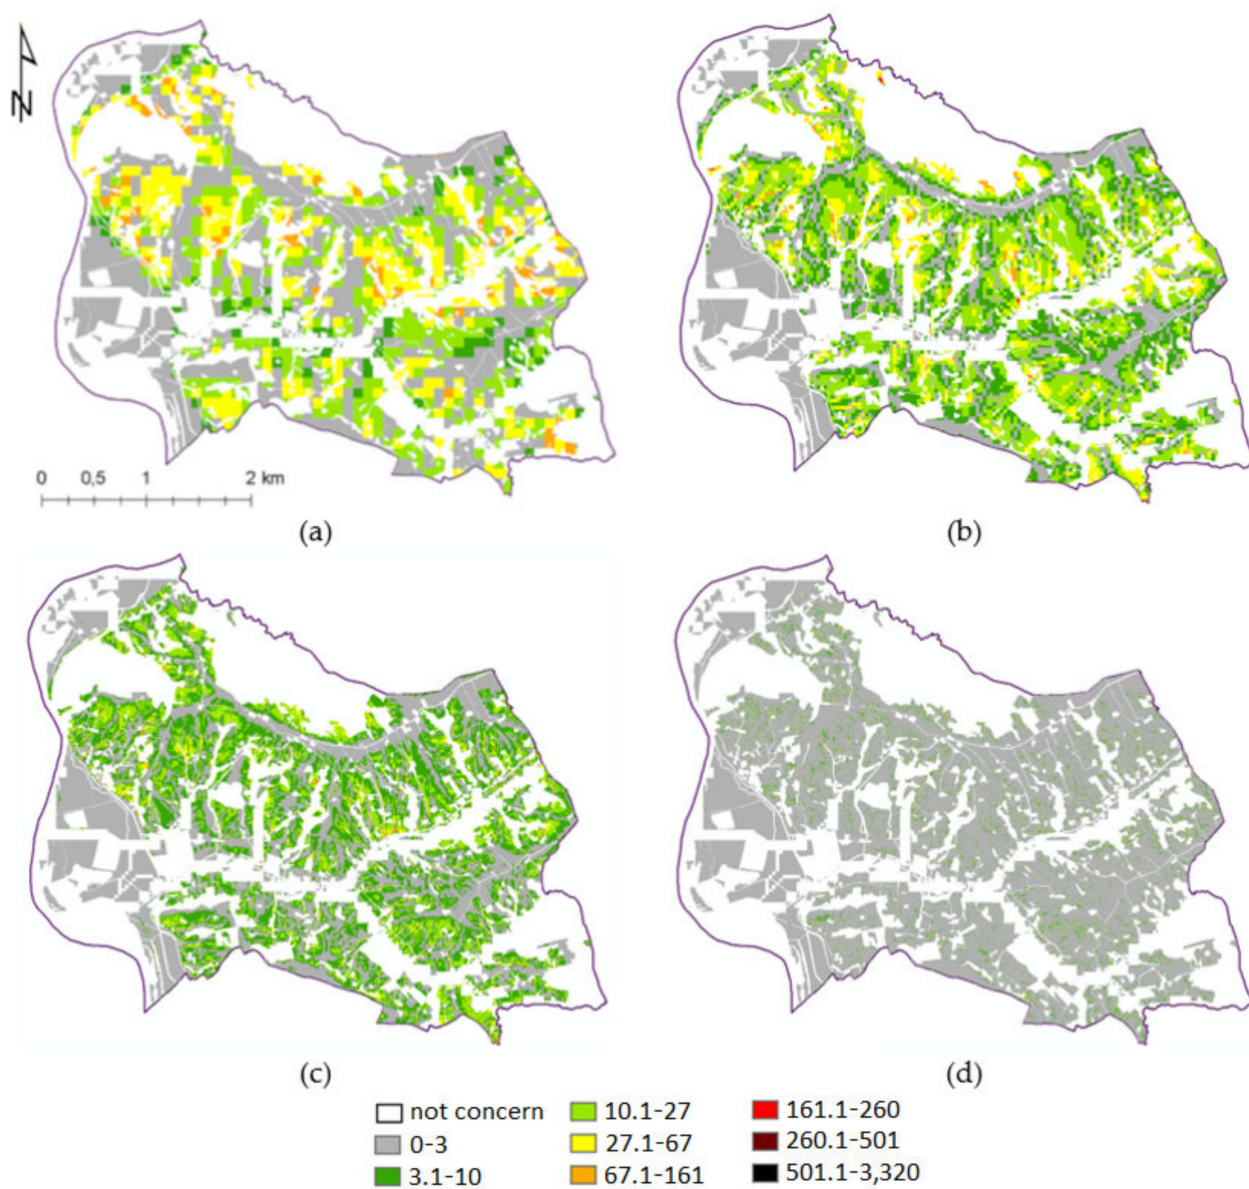 N
0 0,5 1 2 km
(a)
(b)
(c)
(d)
not concern 10.1-27 161.1-260
0-3 27.1-67 260.1-501
3.1-10 67.1-161 501.1-3,320